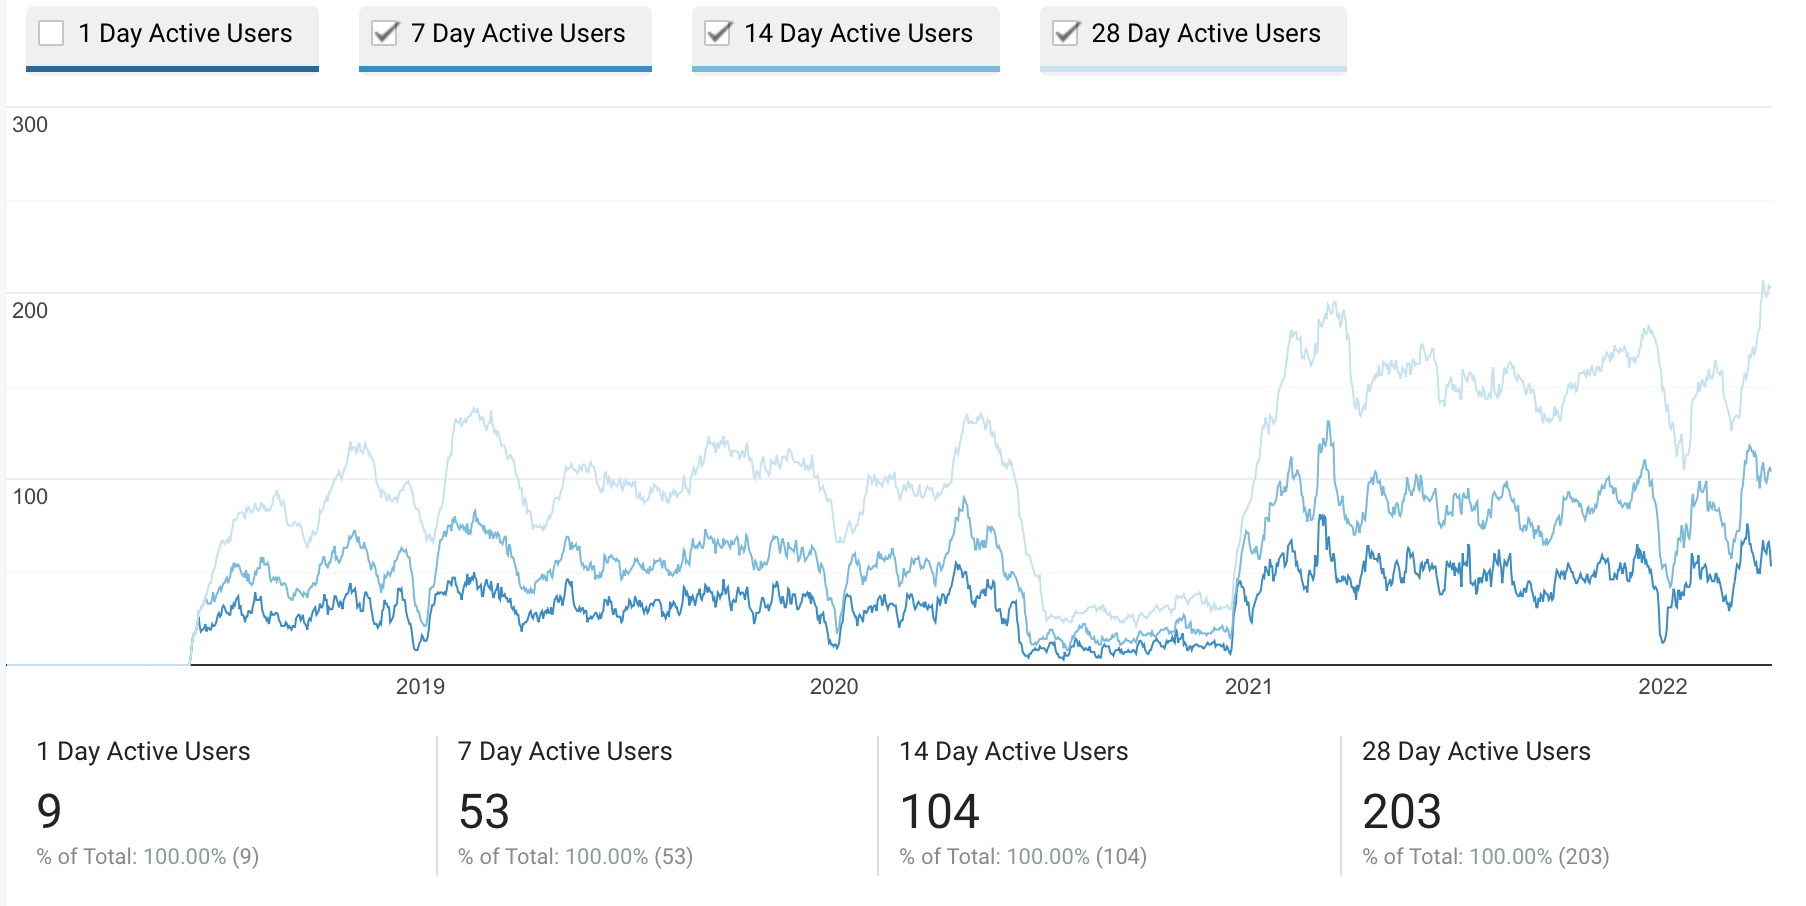 1 Day Active Users 7 Day Active Users 14 Day Active Users 28 Day Active Users
300
200
100
2019 2020 2021 2022
1 Day Active Users 7 Day Active Users 14 Day Active Users 28 Day Active Users
9 53 104 203
% of Total: 100.00% (9) % of Total: 100.00% (53) % of Total: 100.00% (104) % of Total: 100.00% (203)